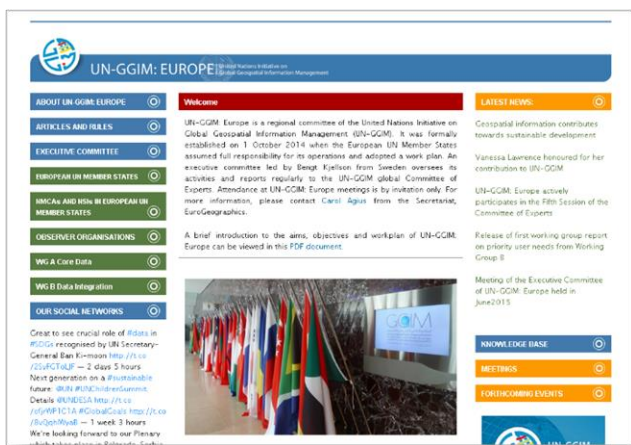 UN-GGIM: EUROPE
United Nations Initiative on
Global Geospatial Information Management
ABOUT UN-GGIM: EUROPE
ARTICLES AND RULES
EXECUTIVE COMMITTEE
EUROPEAN UN MEMBER STATES
NMCAs AND NSIs IN EUROPEAN UN
MEMBER STATES
OBSERVER ORGANISATIONS
WG A Core Data
WG B Data Integration
OUR SOCIAL NETWORKS
Great to see crucial role of #data in
#SDGs recognised by UN Secretary-
General Ban Ki-moon http://t.co
— 2 days 5 hours
Next generation on a #sustainable
future: @UN #UNChildrenSummit.
Details @UNDESA http://t.co
#GlobalGoals http://t.co
— 1 week 3 hours
We're looking forward to our Plenary
which takes place in Belgrade, Serbia
Welcome
UN-GGIM: Europe is a regional committee of the United Nations Initiative on
Global Geospatial Information Management (UN-GGIM). It was formally
established on 1 October 2014 when the European UN Member States
assumed full responsibility for its operations and adopted a work plan. An
executive committee led by Bengt Kjellson from Sweden oversees its
activities and reports regularly to the UN-GGIM global Committee of
Experts. Attendance at UN-GGIM: Europe meetings is by invitation only. For
more information, please contact Carol Agius from the Secretariat,
EuroGeographics.
A brief introduction to the aims, objectives and workplan of UN-GGIM:
Europe can be viewed in this PDF document.
GGIM
LATEST NEWS:
Geospatial information contributes
towards sustainable development
Vanessa Lawrence honoured for her
contribution to UN-GGIM
UN-GGIM: Europe actively
participates in the Fifth Session of the
Committee of Experts
Release of first working group report
on priority user needs from Working
Group B
Meeting of the Executive Committee
of UN-GGIM: Europe held in
June2015
KNOWLEDGE BASE
MEETINGS
FORTHCOMING EVENTS
UN-GGIM